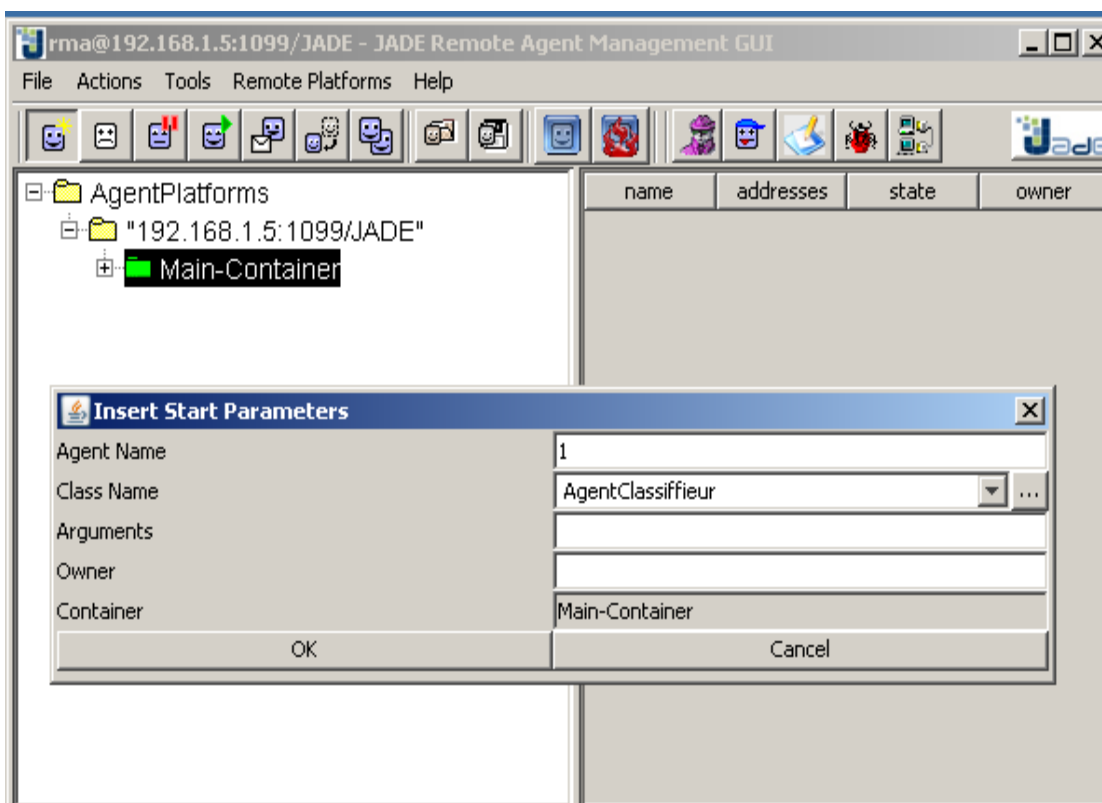 rma@192.168.1.5:1099/JADE - JADE Remote Agent Management GUI
File Actions Tools Remote Platforms Help
Jade
AgentPlatforms
name addresses state owner
"192.168.1.5:1099/JADE"
Main-Container
Insert Start Parameters
Agent Name 1
Class Name AgentClassiffieur ...
Arguments
Owner
Container Main-Container
OK Cancel